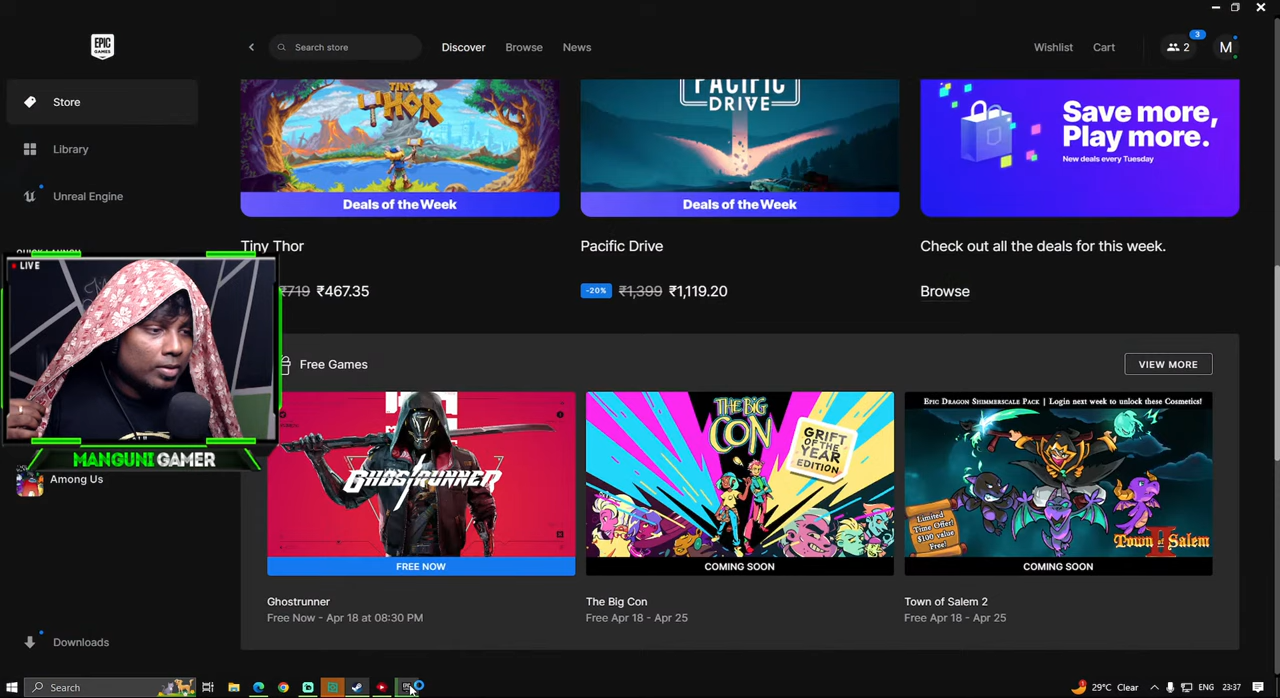 EPIC
GAMES
Search store
Discover
Browse
News
Wishlist
Cart
3
2
M
Store
Library
Unreal Engine
QUICK LAUNCH
TINY
THOR
Deals of the Week
PACIFIC
DRIVE
Deals of the Week
Save more,
Play more.
New deals every Tuesday
Tiny Thor
₹719 ₹467.35
Pacific Drive
-20% ₹1,399 ₹1,119.20
Check out all the deals for this week.
Browse
LIVE
MANGUNI GAMER
Among Us
Free Games
VIEW MORE
GHOSTRUNNER
FREE NOW
Ghostrunner
Free Now - Apr 18 at 08:30 PM
THE BIG
CON
GRIFT
OF THE
YEAR
EDITION
COMING SOON
The Big Con
Free Apr 18 - Apr 25
EPIC DRAGON SHIMMERSCALE PACK | Login next week to unlock these Cosmetics!
Limited
Time Offer!
$100 value
Free!
Town of Salem
II
COMING SOON
Town of Salem 2
Free Apr 18 - Apr 25
Downloads
Search
29°C Clear
ENG
23:37